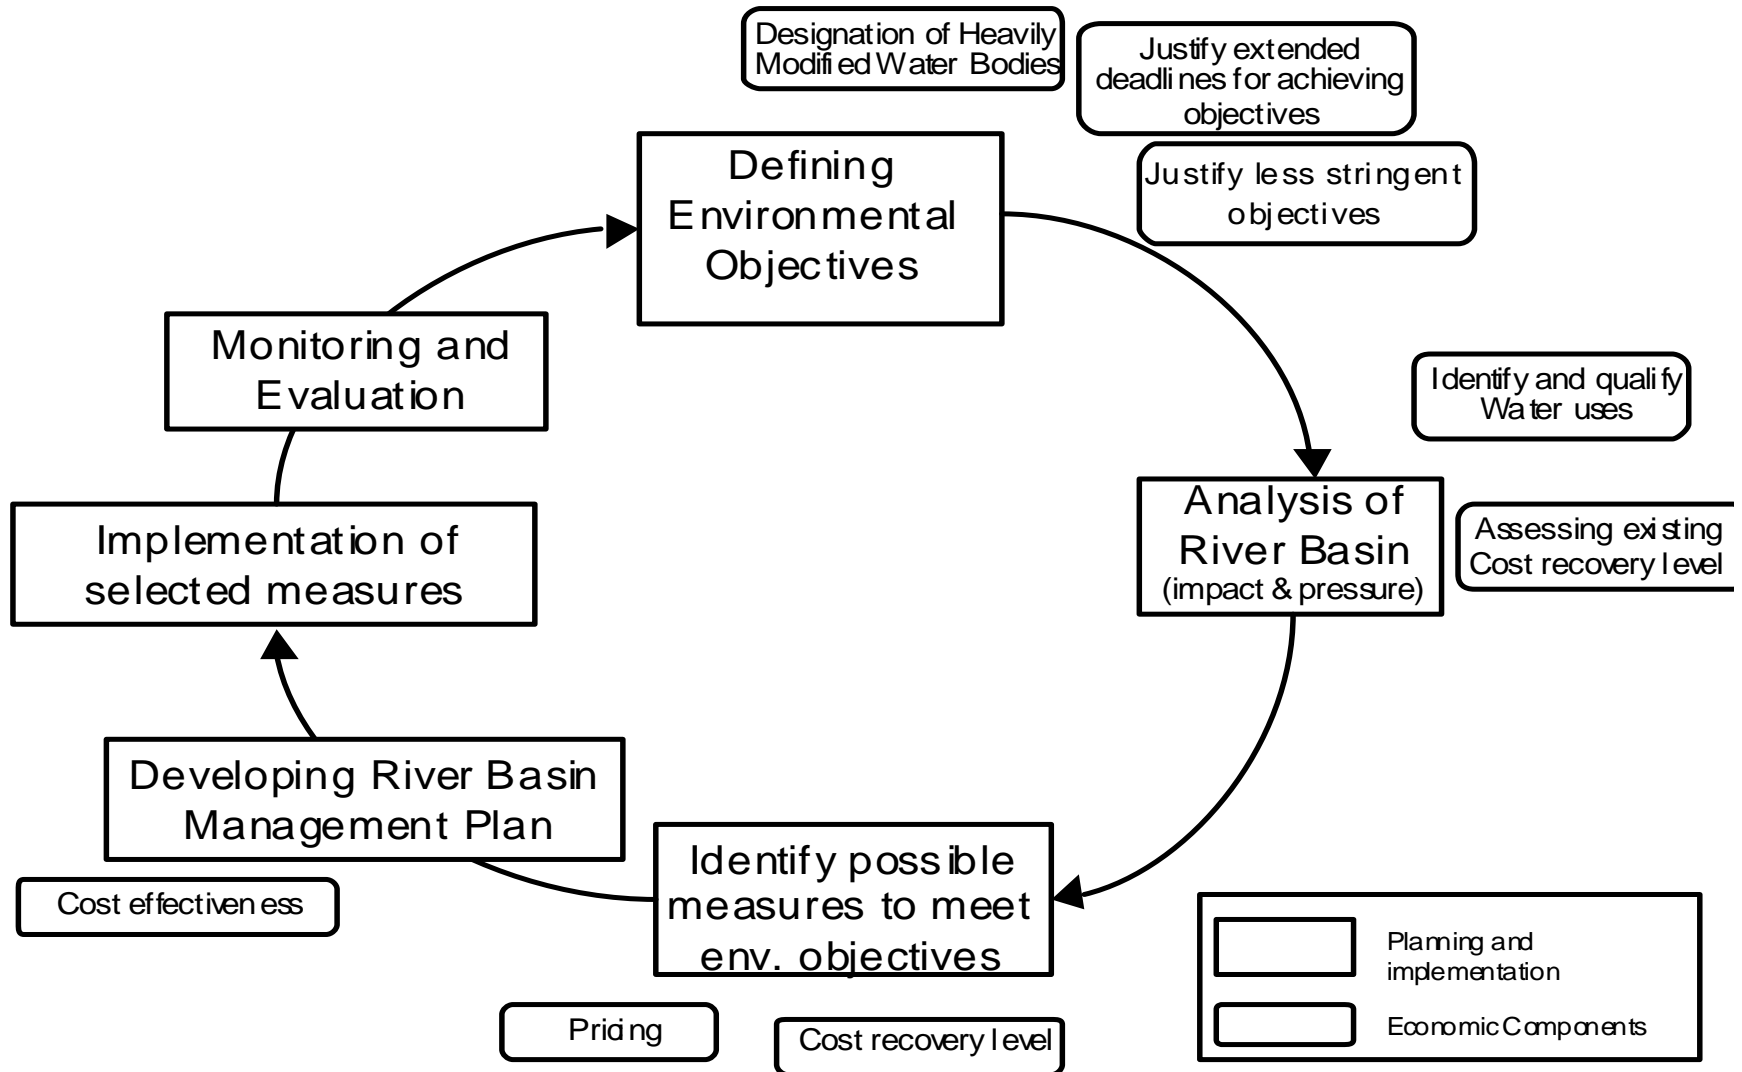 Designation of Heavily
Modified Water Bodies
Justify extended
deadlines for achieving
objectives
Justify less stringent
objectives
Defining
Environmental
Objectives
Monitoring and
Evaluation
Identify and qualify
Water uses
Analysis of
River Basin
(impact & pressure)
Assessing existing
Cost recovery level
Implementation of
selected measures
Developing River Basin
Management Plan
Identify possible
measures to meet
env. objectives
Cost effectiveness
Pricing
Cost recovery level
Planning and
implementation
Economic Components